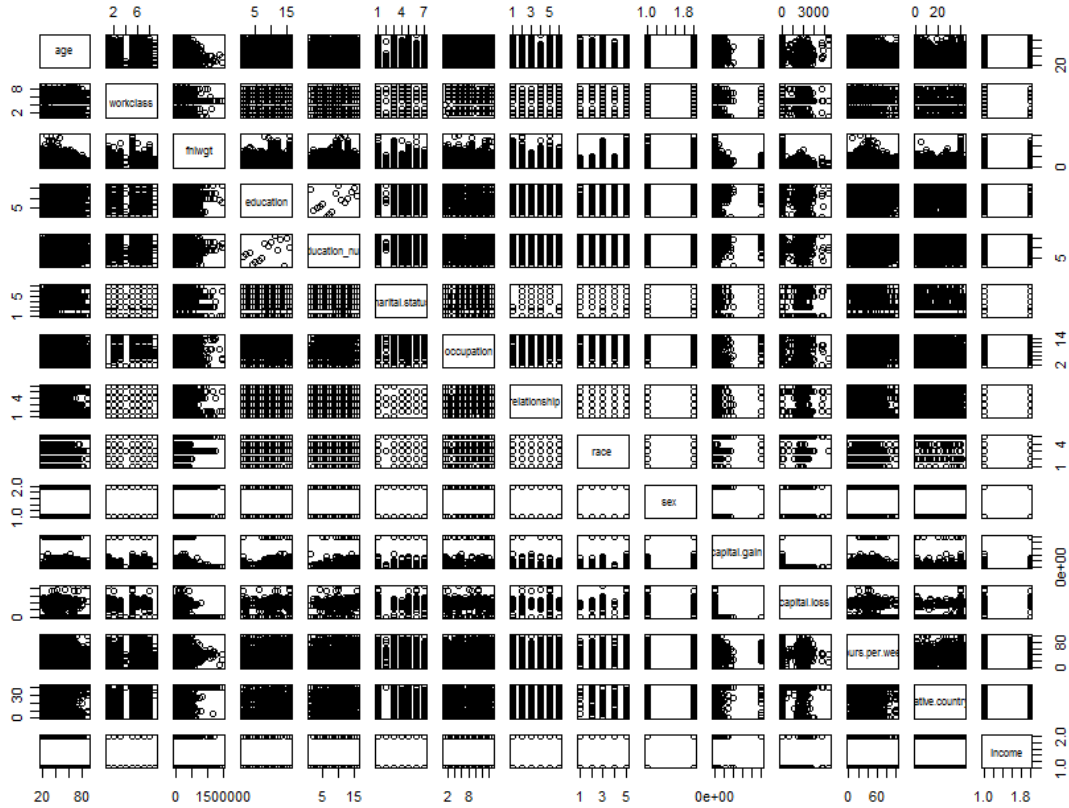 2 6 5 15 1 4 7 1 3 5 1.0 1.8 0 3000 0 20
age 20
8 2 workclass
fnlwgt 0
5 education
ducation_nu 5
5 1 narital.statu
occupation 14 2
4 1 relationship
race 4 1
2.0 1.0 sex
capital.gain 0e+00
0 capital.loss
ours.per.wee 80 0
30 0 ative.country
Income 2.0 1.0
20 80 0 1500000 5 15 2 8 1 3 5 0e+00 0 60 1.0 1.8